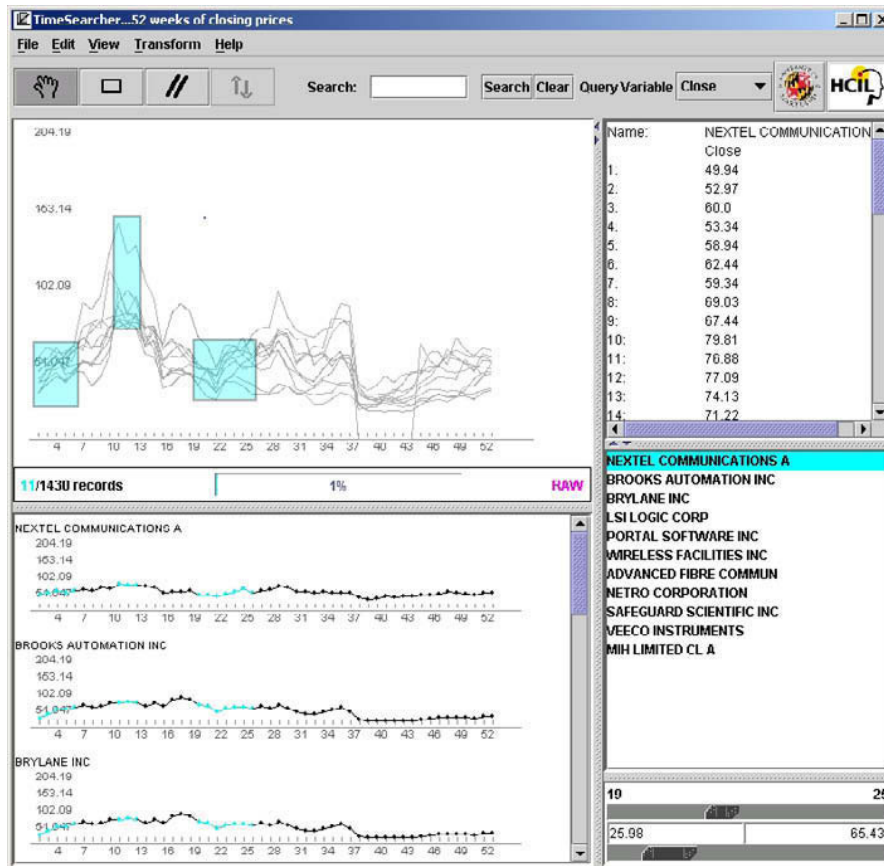 TimeSearcher...52 weeks of closing prices
File Edit View Transform Help
Search: Search Clear Query Variable Close HCIL
204.19
163.14
102.09
51.047
4 7 10 13 16 19 22 25 28 31 34 37 40 43 46 49 52
11/1430 records 1% RAW
NEXTEL COMMUNICATIONS A
204.19
163.14
102.09
51.047
4 7 10 13 16 19 22 25 28 31 34 37 40 43 46 49 52
BROOKS AUTOMATION INC
204.19
163.14
102.09
51.047
4 7 10 13 16 19 22 25 28 31 34 37 40 43 46 49 52
BRYLANE INC
204.19
163.14
102.09
51.047
4 7 10 13 16 19 22 25 28 31 34 37 40 43 46 49 52
Name: NEXTEL COMMUNICATION
Close
1: 49.94
2: 52.97
3: 60.0
4: 53.34
5: 58.94
6: 62.44
7: 59.34
8: 69.03
9: 67.44
10: 79.81
11: 76.88
12: 77.09
13: 74.13
14: 71.22
NEXTEL COMMUNICATIONS A
BROOKS AUTOMATION INC
BRYLANE INC
LSI LOGIC CORP
PORTAL SOFTWARE INC
WIRELESS FACILITIES INC
ADVANCED FIBRE COMMUN
NETRO CORPORATION
SAFEGUARD SCIENTIFIC INC
VEECO INSTRUMENTS
MIH LIMITED CL A
19 25
25.98 65.43